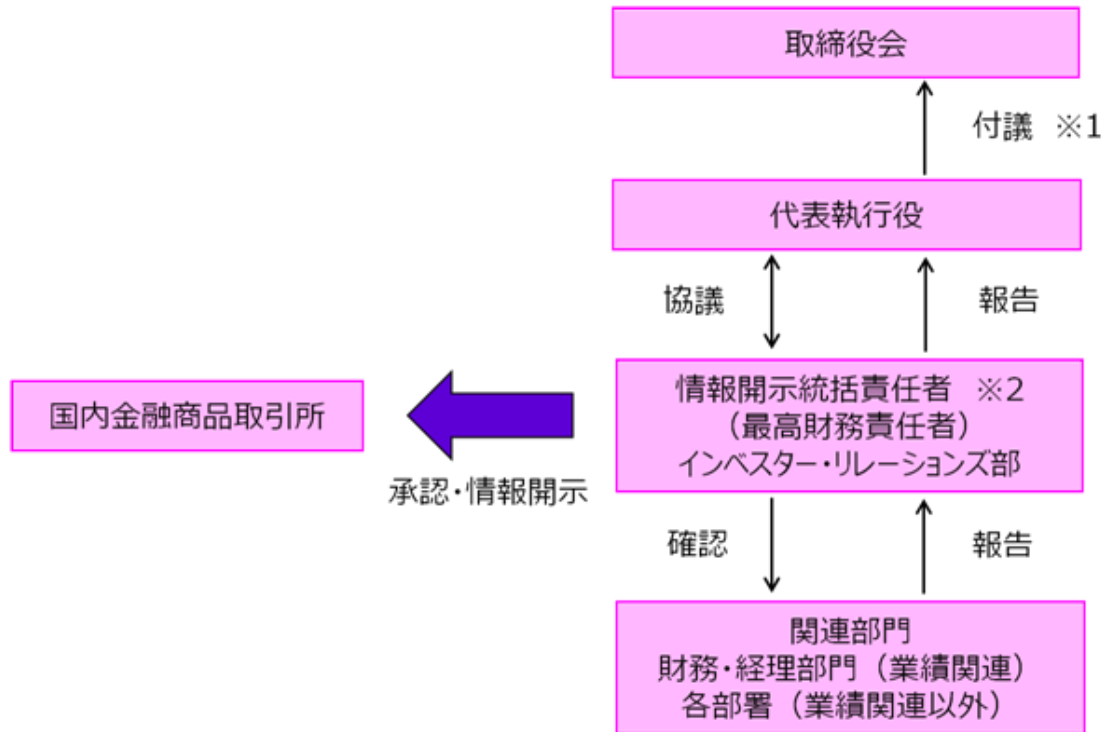 取締役会
付議 ※1
代表執行役
協議
報告
情報開示統括責任者 ※2
（最高財務責任者）
インベスター・リレーションズ部
国内金融商品取引所
承認・情報開示
確認
報告
関連部門
財務・経理部門（業績関連）
各部署（業績関連以外）